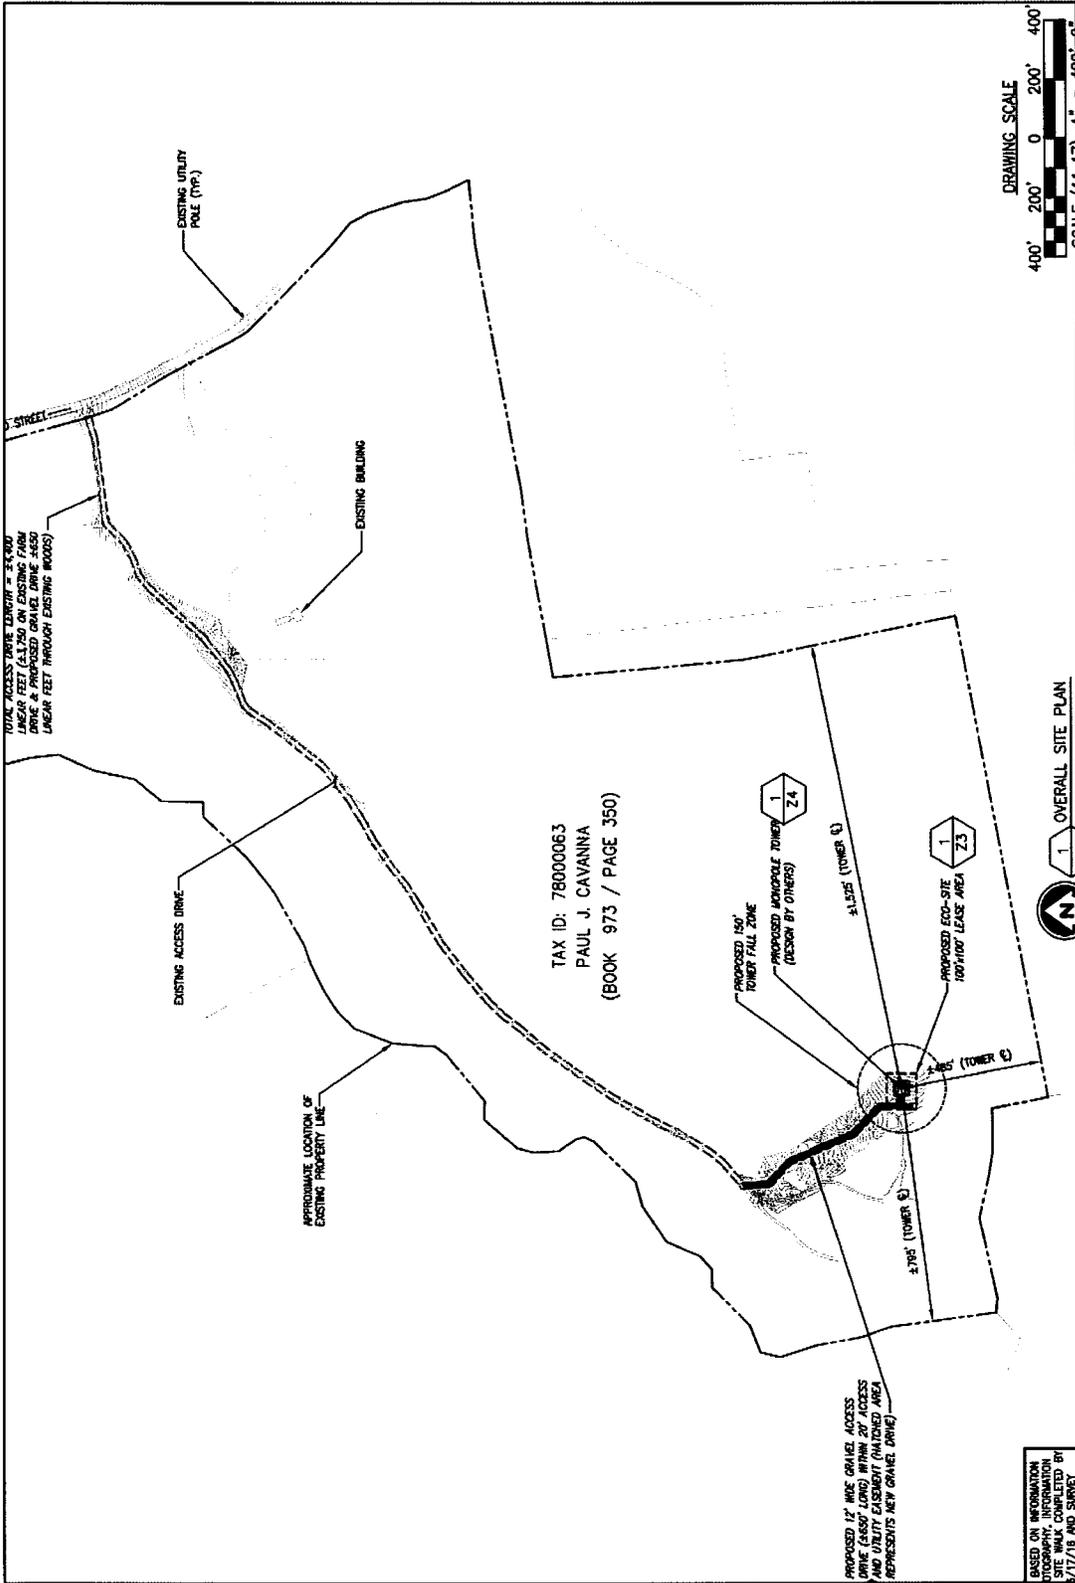 TOTAL ACCESS DRIVE LENGTH = ±4,400
LINEAR FEET (±3,750 ON EXISTING FARM
DRIVE & PROPOSED GRAVEL DRIVE ±650
LINEAR FEET THROUGH EXISTING WOODS)
STREET
EXISTING UTILITY
POLE (TYP.)
EXISTING BUILDING
EXISTING ACCESS DRIVE
APPROXIMATE LOCATION OF
EXISTING PROPERTY LINE
TAX ID: 78000063
PAUL J. CAVANNA
(BOOK 973 / PAGE 350)
PROPOSED 150'
TOWER FALL ZONE
PROPOSED MONOPOLE TOWER
(DESIGN BY OTHERS)
1
Z4
±1,525' (TOWER ℄)
PROPOSED ECO-SITE
100'x100' LEASE AREA
1
Z3
±485' (TOWER ℄)
±795' (TOWER ℄)
PROPOSED 12' WIDE GRAVEL ACCESS
DRIVE (±650' LONG) WITHIN 20' ACCESS
AND UTILITY EASEMENT (HATCHED AREA
REPRESENTS NEW GRAVEL DRIVE)
BASED ON INFORMATION
INFORMATION
SITE WALK COMPLETED BY
AND SURVEY
N
1
OVERALL SITE PLAN
DRAWING SCALE
400' 200' 0 200' 400'